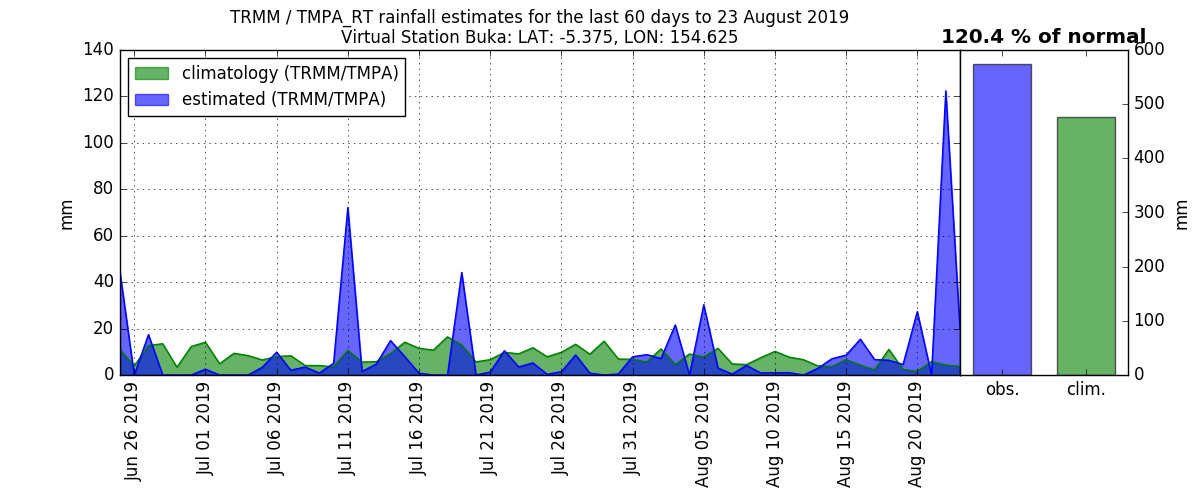 TRMM / TMPA_RT rainfall estimates for the last 60 days to 23 August 2019
Virtual Station Buka: LAT: -5.375, LON: 154.625
120.4 % of normal
climatology (TRMM/TMPA)
estimated (TRMM/TMPA)
140
120
100
80
60
40
20
0
mm
Jun 26 2019
Jul 01 2019
Jul 06 2019
Jul 11 2019
Jul 16 2019
Jul 21 2019
Jul 26 2019
Jul 31 2019
Aug 05 2019
Aug 10 2019
Aug 15 2019
Aug 20 2019
obs.
clim.
600
500
400
300
200
100
0
mm